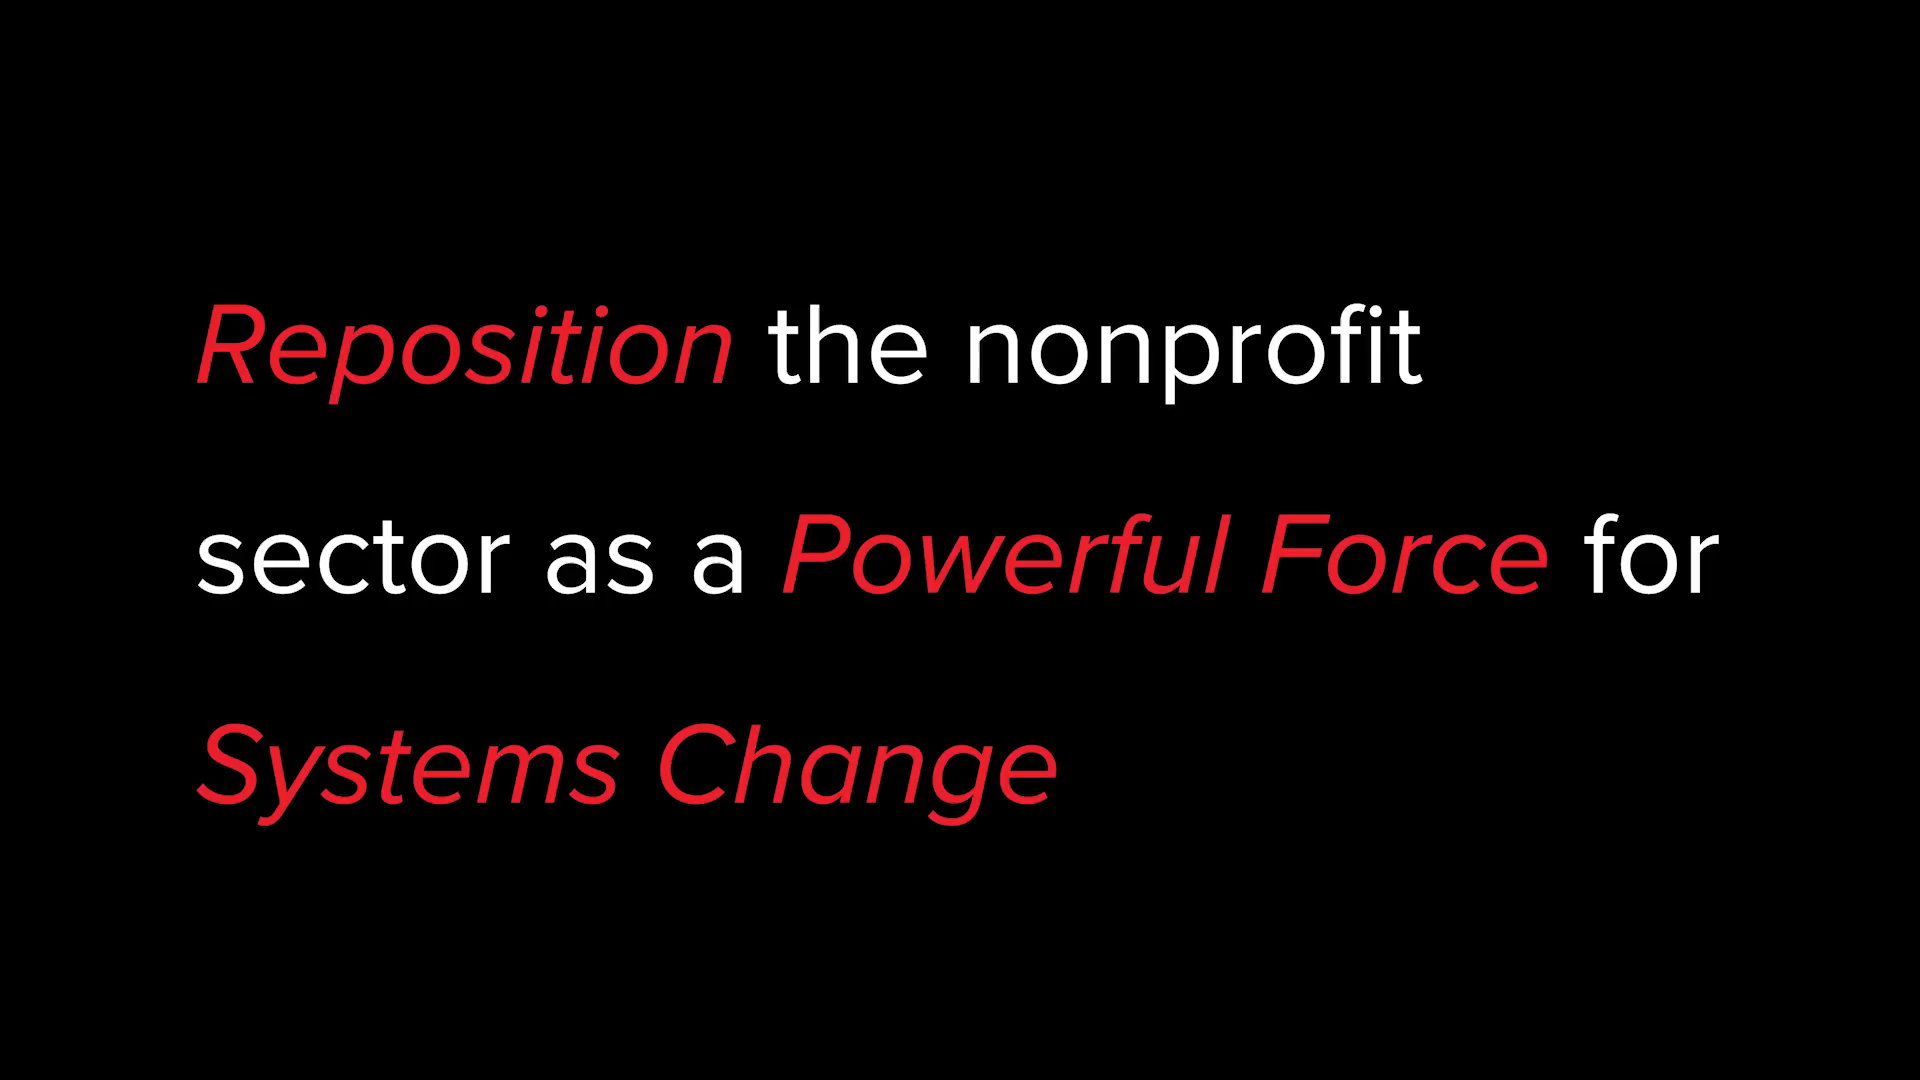 Reposition the nonprofit
sector as a Powerful Force for
Systems Change